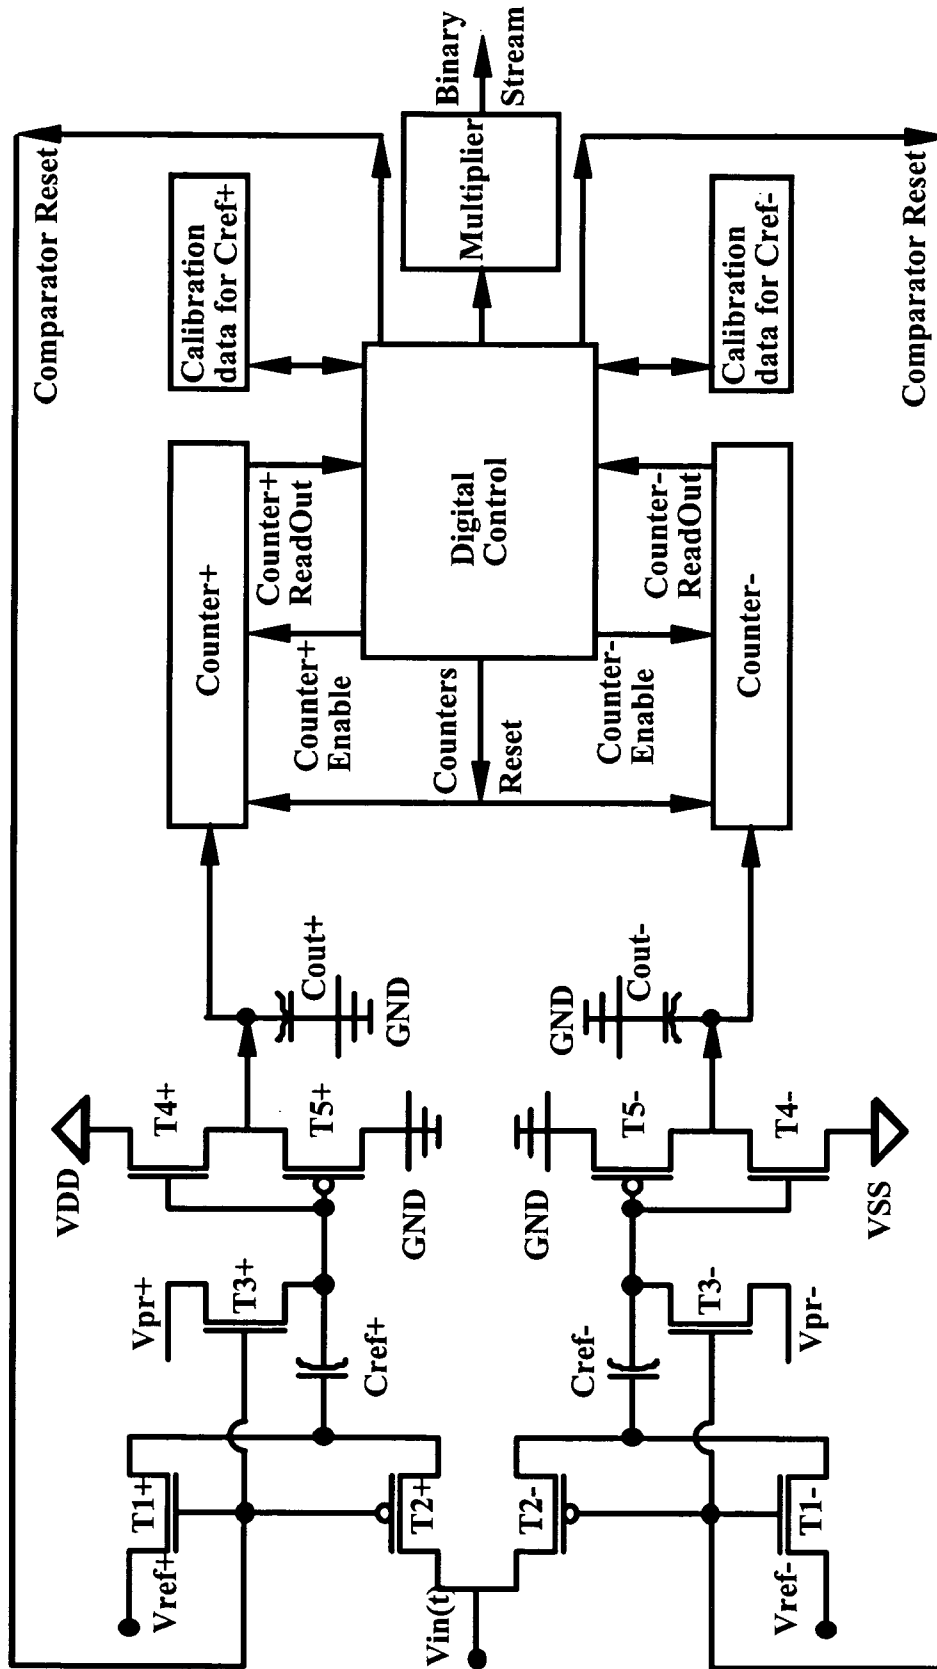 Comparator Reset
VDD
T4+
T5+
GND
Cout+
GND
Counter+
Calibration
data for Cref+
Vpr+
T3+
Cref+
Vref+
T1+
T2+
Counter+
Enable
Counter+
ReadOut
Vin(t)
Counters
Reset
Digital
Control
Multiplier
Binary
Stream
T2-
T1-
Vref-
Cref-
T3-
Vpr-
GND
T5-
T4-
VSS
GND
Cout-
Counter-
Enable
Counter-
ReadOut
Counter-
Calibration
data for Cref-
Comparator Reset